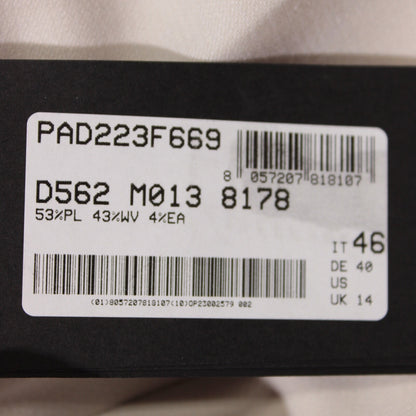 PAD223F669
8 057207 818107
D562 M013 8178
53%PL 43%WV 4%EA
IT 46
DE 40
US
UK 14
(01)8057207818107(10)OP23002579 002